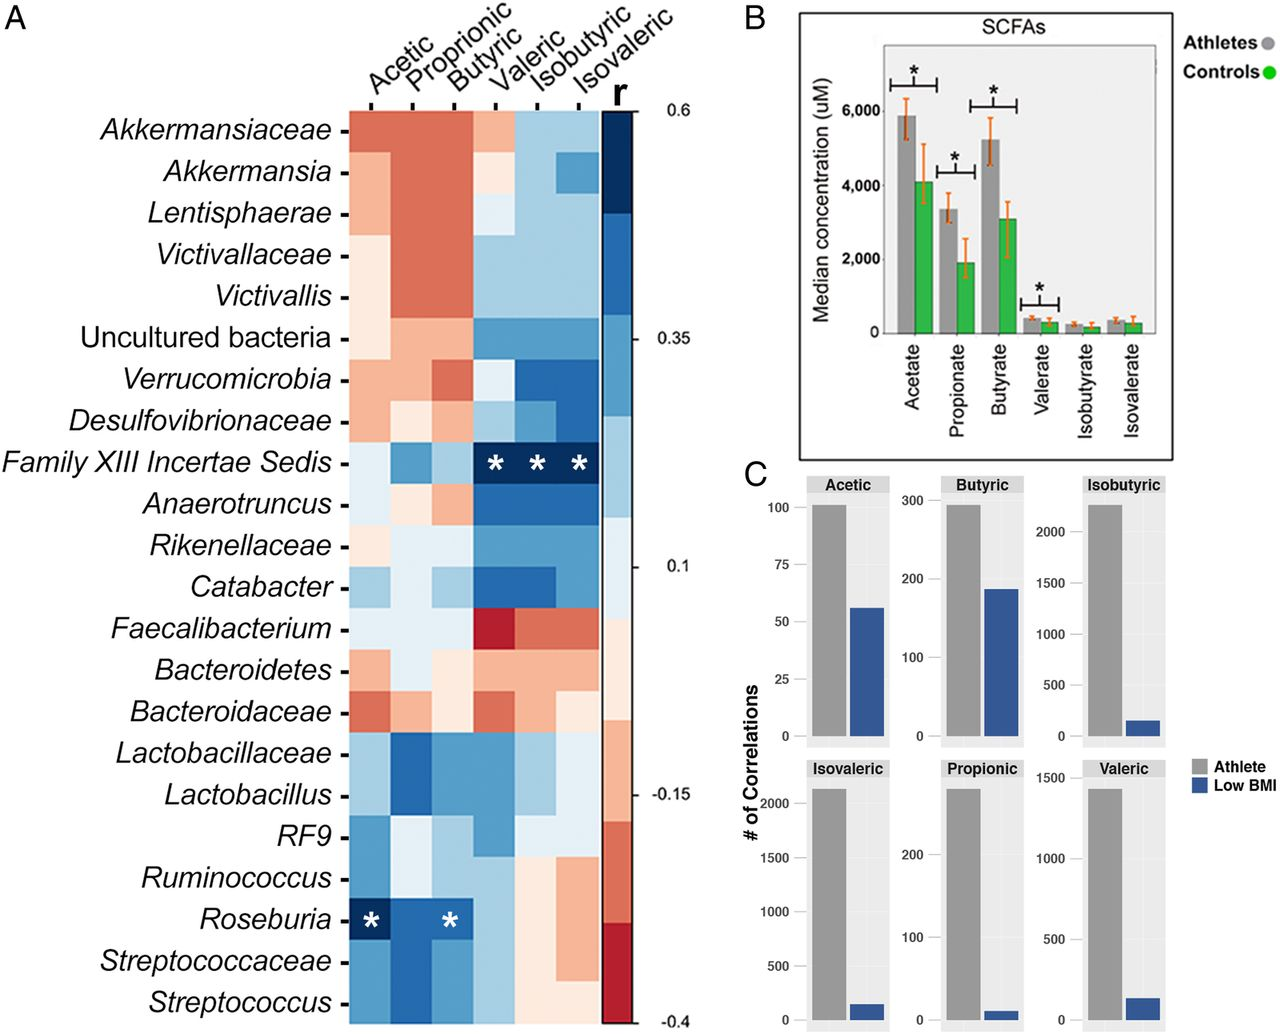 A
Acetic
Proprionic
Butyric
Valeric
Isobutyric
Isovaleric
r
Akkermansiaceae
Akkermansia
Lentisphaerae
Victivallaceae
Victivallis
Uncultured bacteria
Verrucomicrobia
Desulfovibrionaceae
Family XIII Incertae Sedis
* * *
Anaerotruncus
Rikenellaceae
Catabacter
Faecalibacterium
Bacteroidetes
Bacteroidaceae
Lactobacillaceae
Lactobacillus
RF9
Ruminococcus
Roseburia
* *
Streptococcaceae
Streptococcus
0.6
0.35
0.1
-0.15
-0.4
B
SCFAs
Athletes
Controls
Median concentration (uM)
6,000
4,000
2,000
0
* * * *
Acetate
Propionate
Butyrate
Valerate
Isobutyrate
Isovalerate
C
# of Correlations
Acetic
100
75
50
25
0
Butyric
300
200
100
0
Isobutyric
2000
1500
1000
500
0
Isovaleric
2000
1500
1000
500
0
Propionic
200
100
0
Valeric
1500
1000
500
0
Athlete
Low BMI